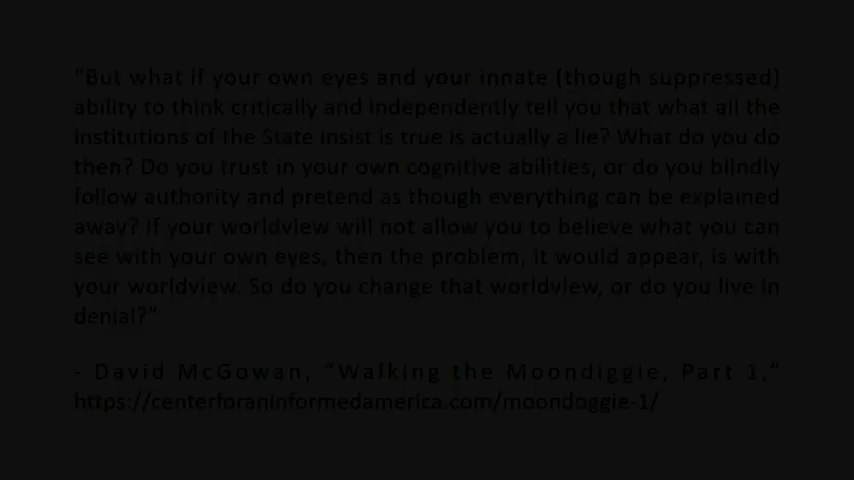 "But what if your own eyes and your innate (though suppressed)
ability to think critically and independently tell you that what all the
institutions of the State insist is true is actually a lie? What do you do
then? Do you trust in your own cognitive abilities, or do you blindly
follow authority and pretend as though everything can be explained
away? If your worldview will not allow you to believe what you can
see with your own eyes, then the problem, it would appear, is with
your worldview. So do you change that worldview, or do you live in
denial?"
- David McGowan, "Walking the Moondiggie, Part 1,"
https://centerforaninformedamerica.com/moondoggie-1/